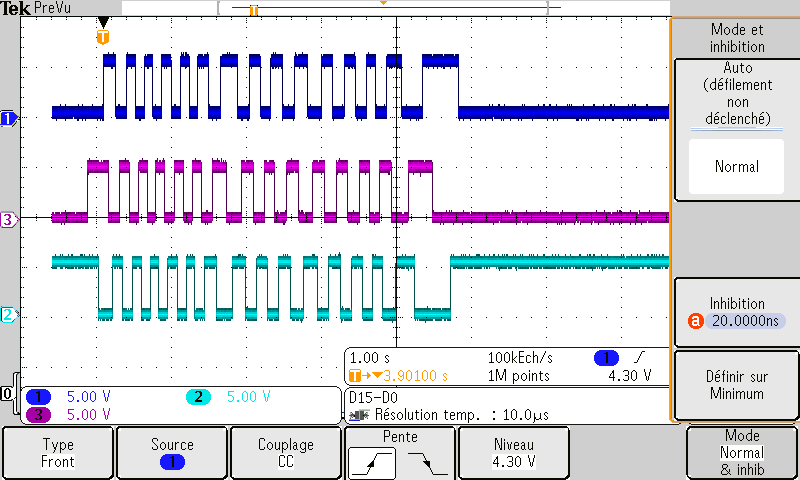 Tek PreVu
T
T
Mode et
inhibition
Auto
(défilement
non
déclenché)
Normal
1
3
2
0
Inhibition
a 20.0000ns
Définir sur
Minimum
1.00 s 100kEch/s 1
T→▼3.90100 s 1M points 4.30 V
1 5.00 V 2 5.00 V
3 5.00 V
D15-D0
Résolution temp. : 10.0µs
Type
Front
Source
1
Couplage
CC
Pente
Niveau
4.30 V
Mode
Normal
& inhib